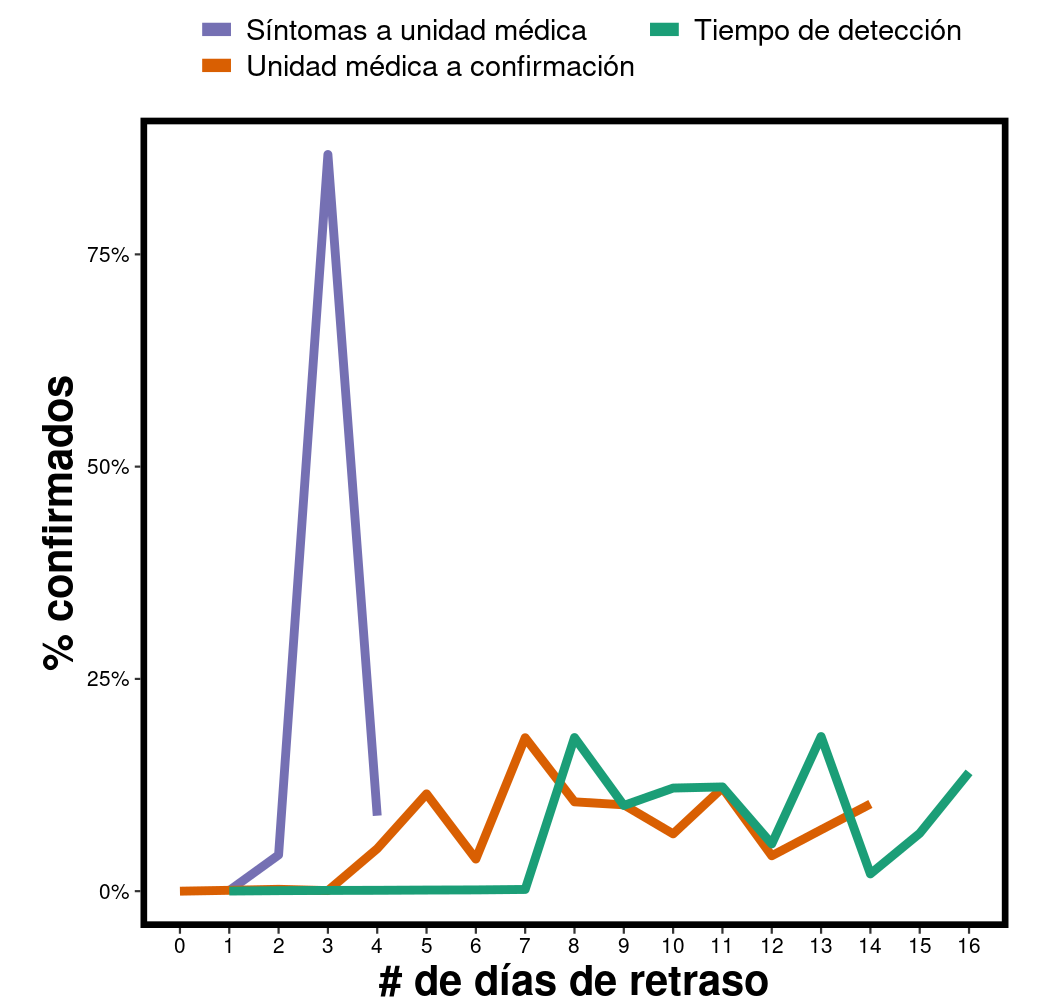 Síntomas a unidad médica
Tiempo de detección
Unidad médica a confirmación
75%
50%
25%
0%
% confirmados
0 1 2 3 4 5 6 7 8 9 10 11 12 13 14 15 16
# de días de retraso